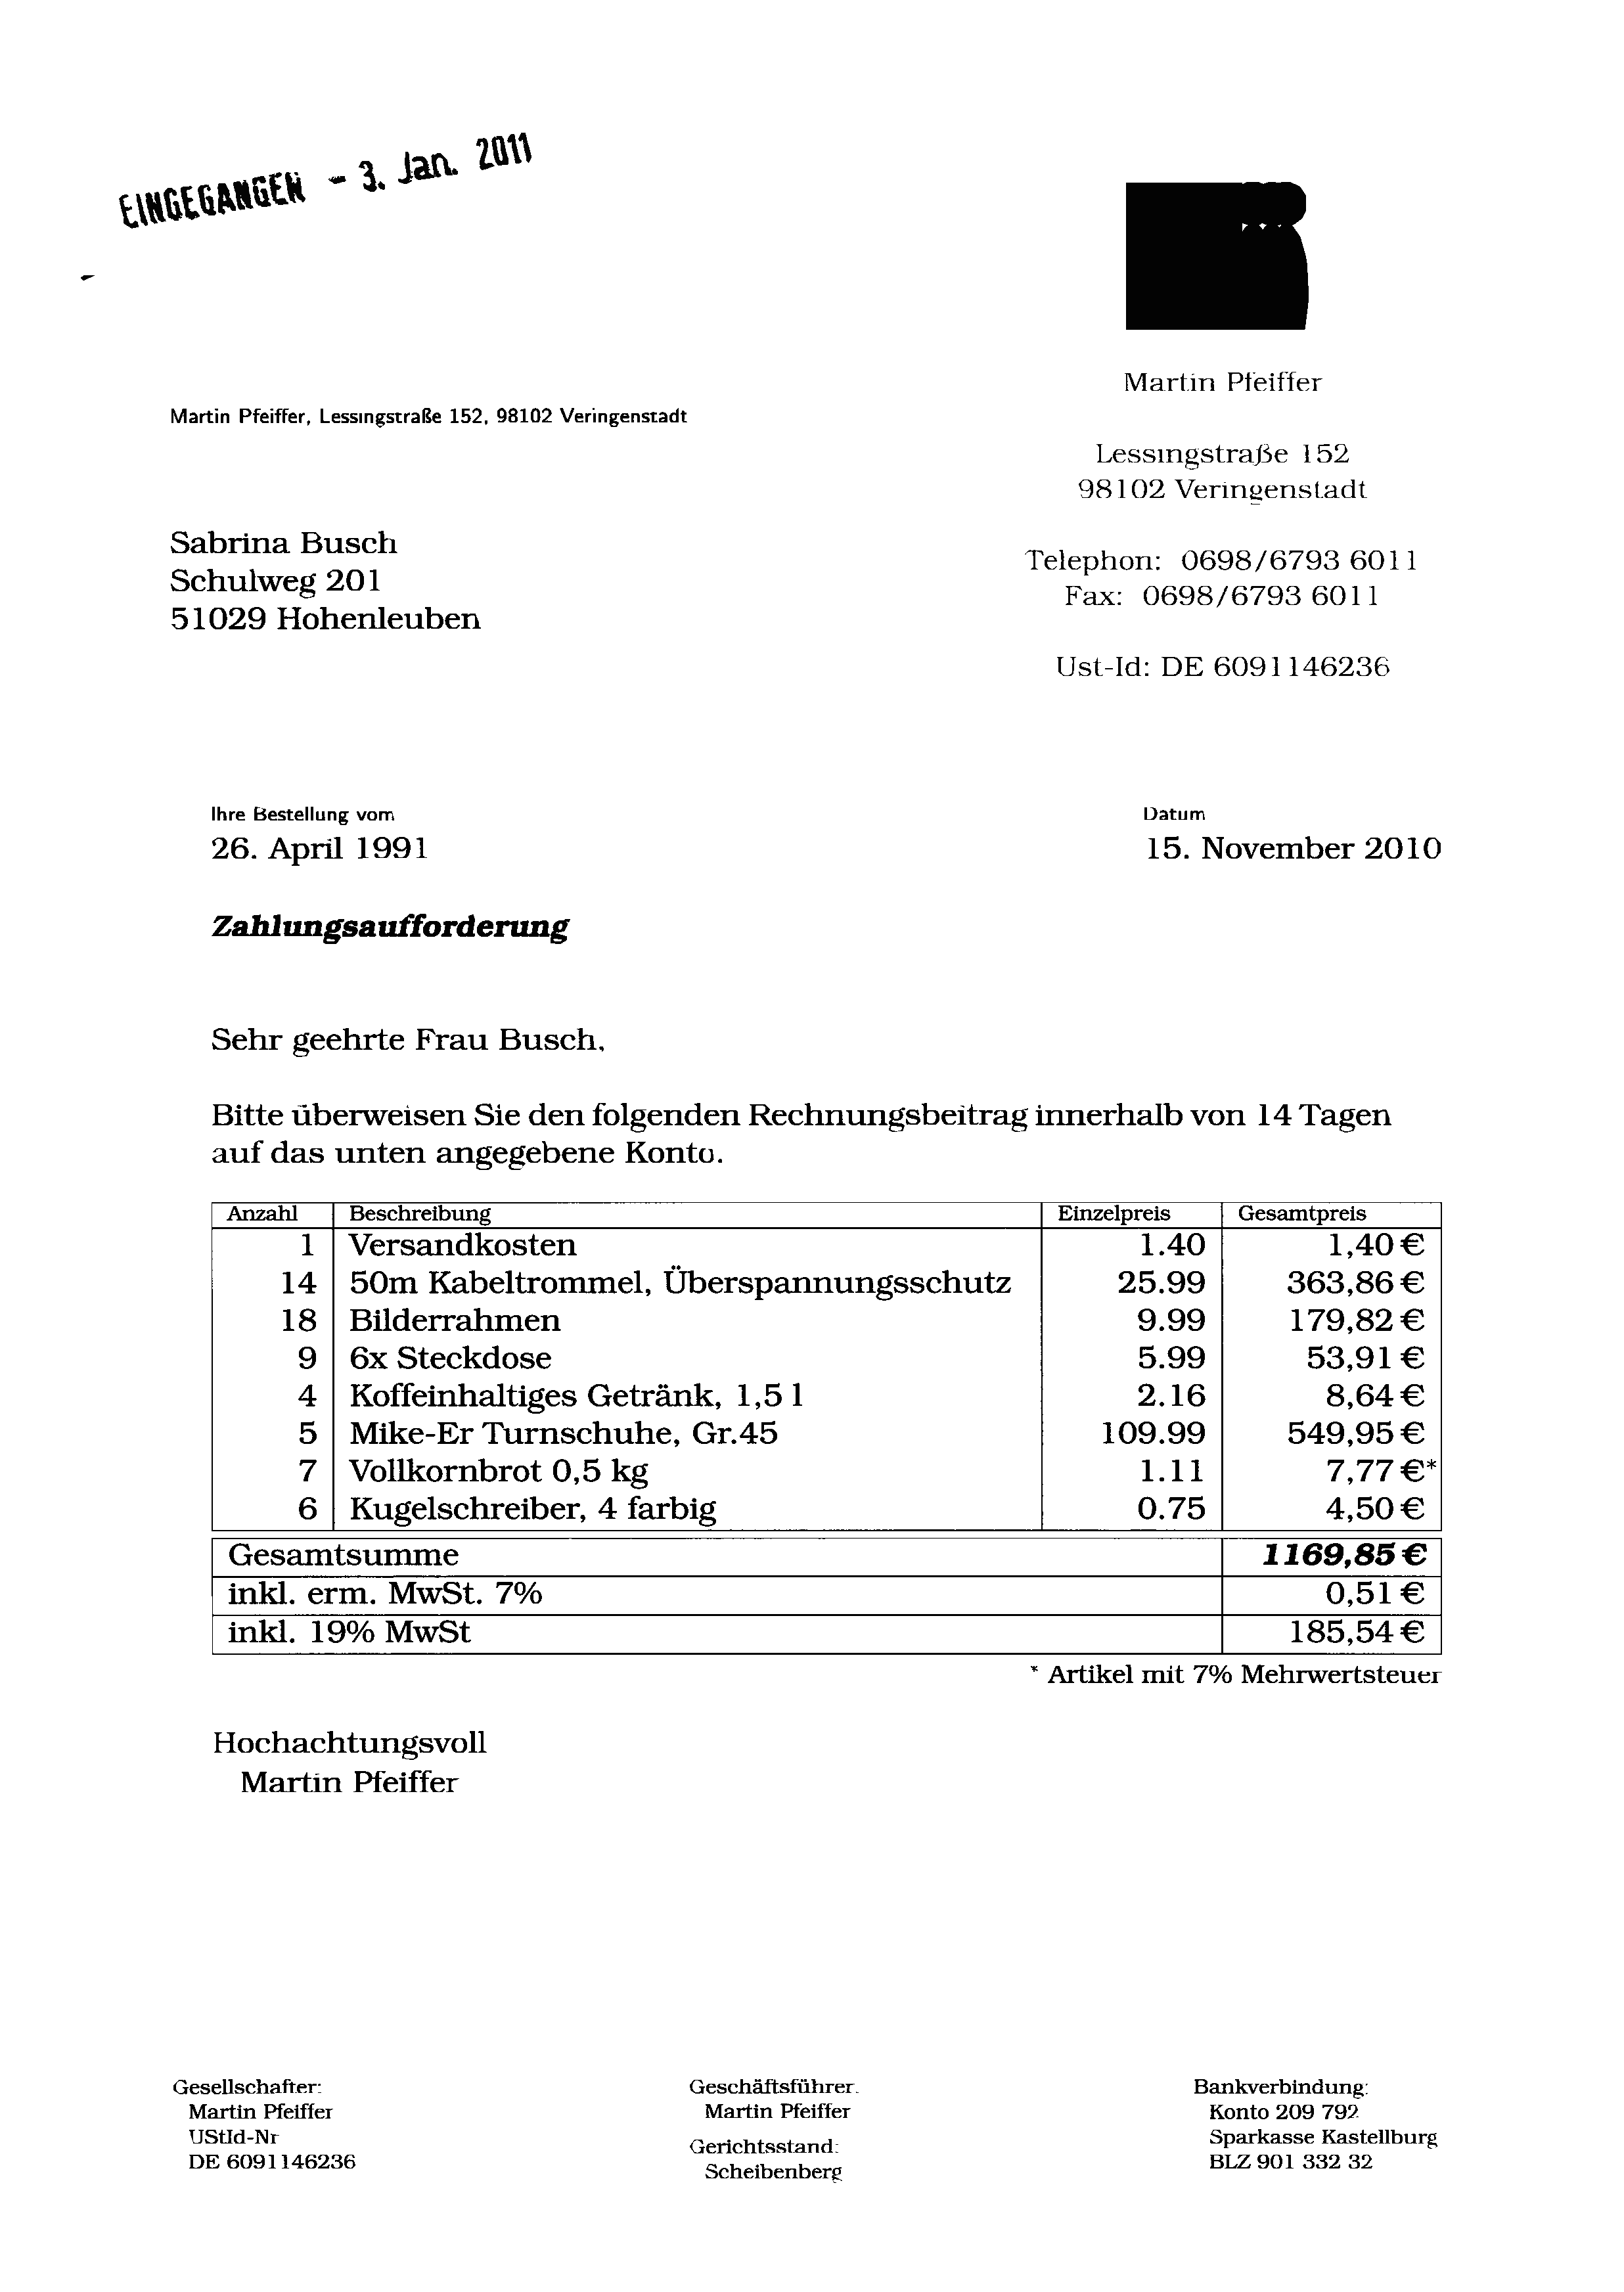 EINGEGANGEN - 3. Jan. 2011
Martin Pfeiffer
Martin Pfeiffer, Lessingstraße 152, 98102 Veringenstadt
Lessingstraße 152
98102 Veringenstadt
Sabrina Busch
Schulweg 201
51029 Hohenleuben
Telephon: 0698/6793 6011
Fax: 0698/6793 6011
Ust-Id: DE 6091146236
Ihre Bestellung vom Datum
26. April 1991 15. November 2010
Zahlungsaufforderung
Sehr geehrte Frau Busch,
Bitte überweisen Sie den folgenden Rechnungsbeitrag innerhalb von 14 Tagen
auf das unten angegebene Konto.
Anzahl Beschreibung Einzelpreis Gesamtpreis
1 Versandkosten 1.40 1,40 €
14 50m Kabeltrommel, Überspannungsschutz 25.99 363,86 €
18 Bilderrahmen 9.99 179,82 €
9 6x Steckdose 5.99 53,91 €
4 Koffeinhaltiges Getränk, 1,5 l 2.16 8,64 €
5 Mike-Er Turnschuhe, Gr.45 109.99 549,95 €
7 Vollkornbrot 0,5 kg 1.11 7,77 €*
6 Kugelschreiber, 4 farbig 0.75 4,50 €
Gesamtsumme 1169,85 €
inkl. erm. MwSt. 7% 0,51 €
inkl. 19% MwSt 185,54 €
* Artikel mit 7% Mehrwertsteuer
Hochachtungsvoll
Martin Pfeiffer
Gesellschafter:
Martin Pfeiffer
UStId-Nr
DE 6091146236
Geschäftsführer:
Martin Pfeiffer
Gerichtsstand:
Scheibenberg
Bankverbindung:
Konto 209 792
Sparkasse Kastellburg
BLZ 901 332 32